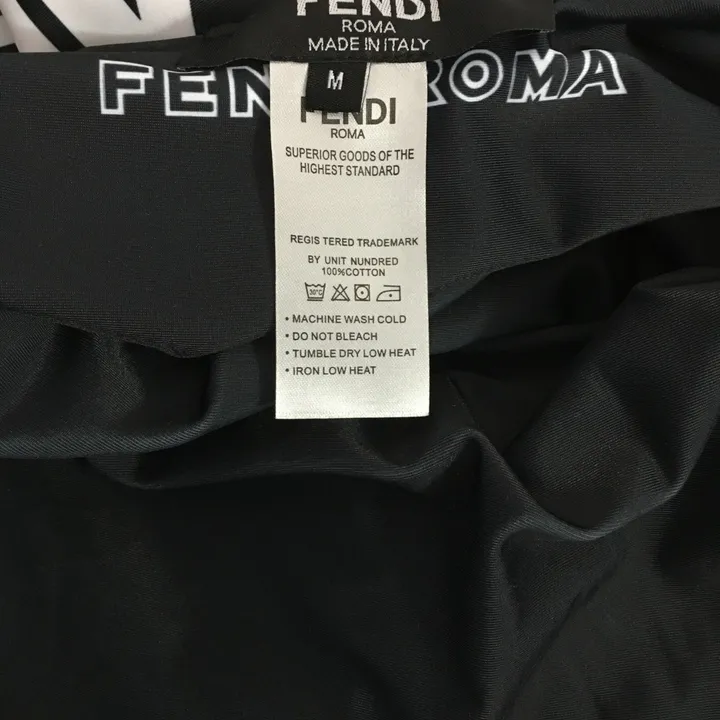 FENDI
ROMA
MADE IN ITALY
M
FEN ROMA
FENDI
ROMA
SUPERIOR GOODS OF THE
HIGHEST STANDARD
REGIS TERED TRADEMARK
BY UNIT NUNDRED
100%COTTON
30°C
• MACHINE WASH COLD
• DO NOT BLEACH
• TUMBLE DRY LOW HEAT
• IRON LOW HEAT